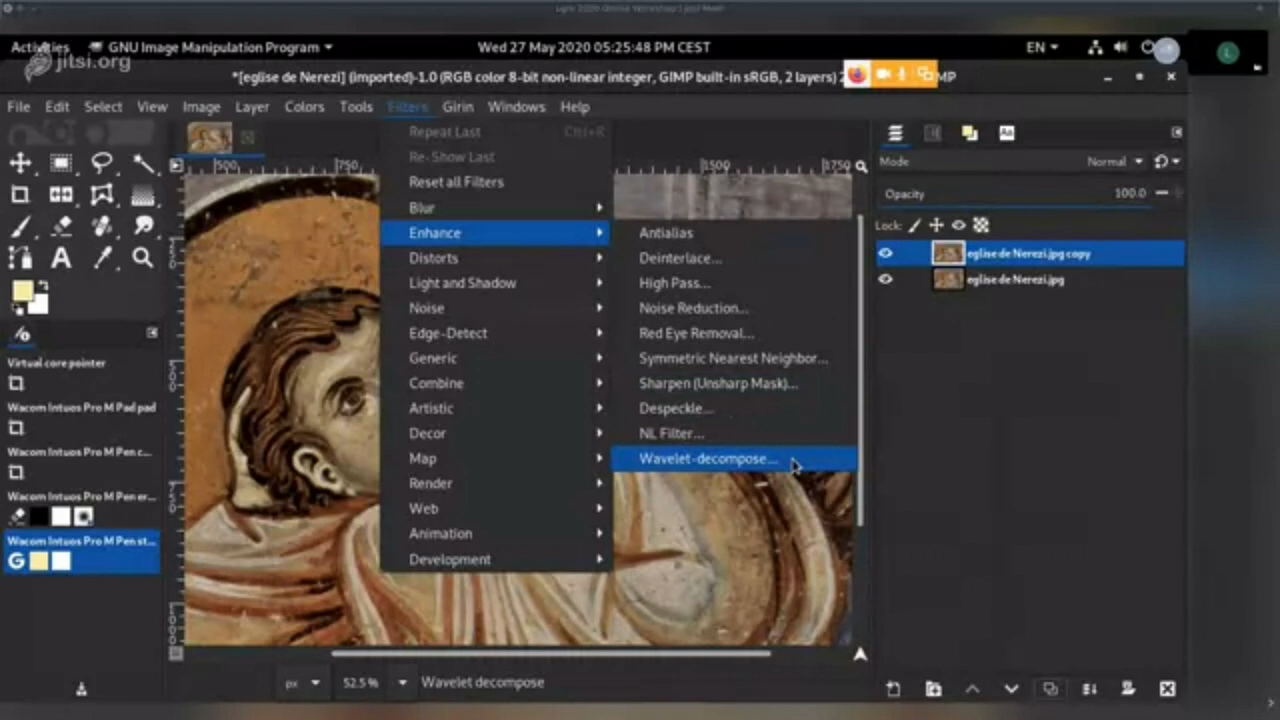 Activities GNU Image Manipulation Program Wed 27 May 2020 05:25:48 PM CEST EN
jitsi.org
*[eglise de Nerezi] (imported)-1.0 (RGB color 8-bit non-linear integer, GIMP built-in sRGB, 2 layers) MP
L
File Edit Select View Image Layer Colors Tools Filters Girin Windows Help
500 750 1500 1750
Repeat Last Ctrl+R
Re-Show Last
Reset all Filters
Blur
Enhance
Distorts
Light and Shadow
Noise
Edge-Detect
Generic
Combine
Artistic
Decor
Map
Render
Web
Animation
Development
Antialias
Deinterlace...
High Pass...
Noise Reduction...
Red Eye Removal...
Symmetric Nearest Neighbor...
Sharpen (Unsharp Mask)...
Despeckle...
NL Filter...
Wavelet-decompose...
Virtual core pointer
Wacom Intuos Pro M Pad pad
Wacom Intuos Pro M Pen c...
Wacom Intuos Pro M Pen er...
Wacom Intuos Pro M Pen st...
Mode Normal
Opacity 100.0
Lock:
eglise de Nerezi.jpg copy
eglise de Nerezi.jpg
px 52.5 % Wavelet decompose